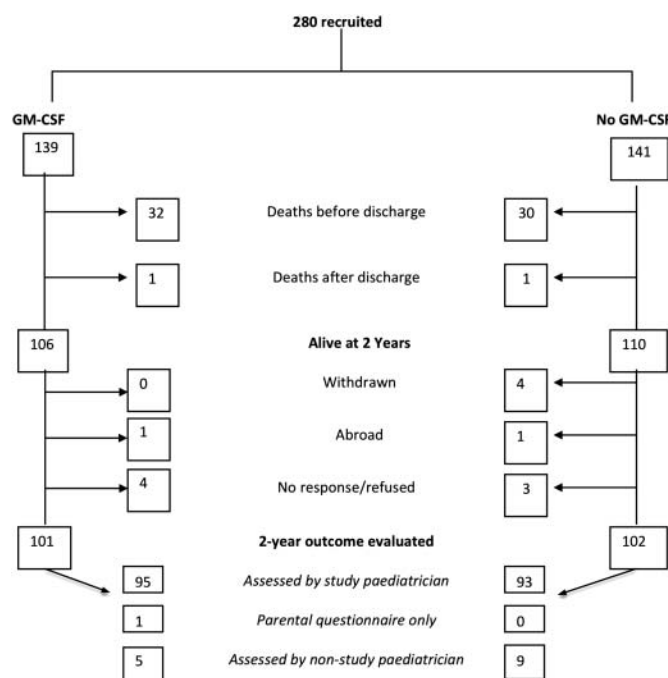 280 recruited
GM-CSF No GM-CSF
139 141
32 Deaths before discharge 30
1 Deaths after discharge 1
106 Alive at 2 Years 110
0 Withdrawn 4
1 Abroad 1
4 No response/refused 3
101 2-year outcome evaluated 102
95 Assessed by study paediatrician 93
1 Parental questionnaire only 0
5 Assessed by non-study paediatrician 9